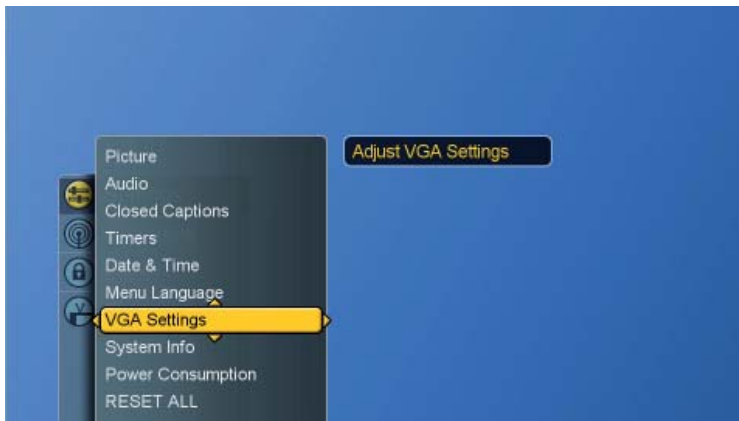 Picture
Audio
Closed Captions
Timers
Date & Time
Menu Language
VGA Settings
System Info
Power Consumption
RESET ALL
Adjust VGA Settings